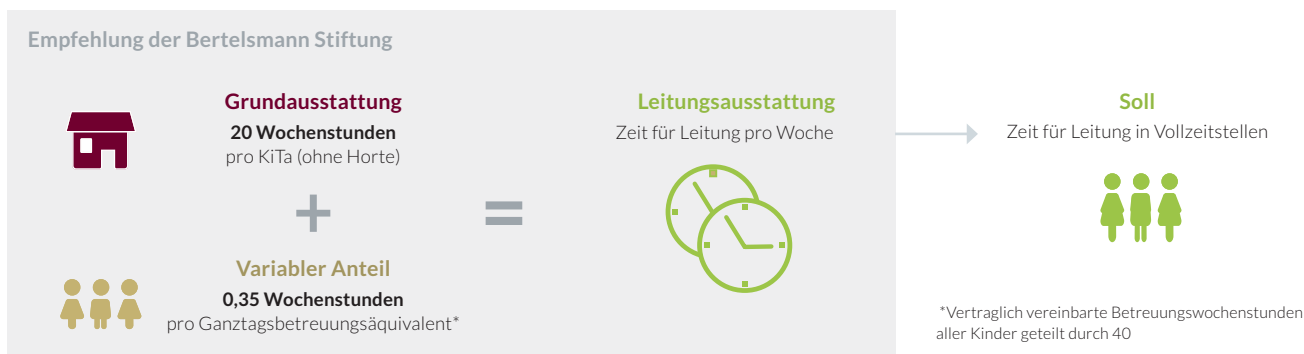 Empfehlung der Bertelsmann Stiftung
Grundausstattung
20 Wochenstunden
pro KiTa (ohne Horte)
+
Variabler Anteil
0,35 Wochenstunden
pro Ganztagsbetreuungsäquivalent*
=
Leitungsausstattung
Zeit für Leitung pro Woche
Soll
Zeit für Leitung in Vollzeitstellen
*Vertraglich vereinbarte Betreuungswochenstunden
aller Kinder geteilt durch 40